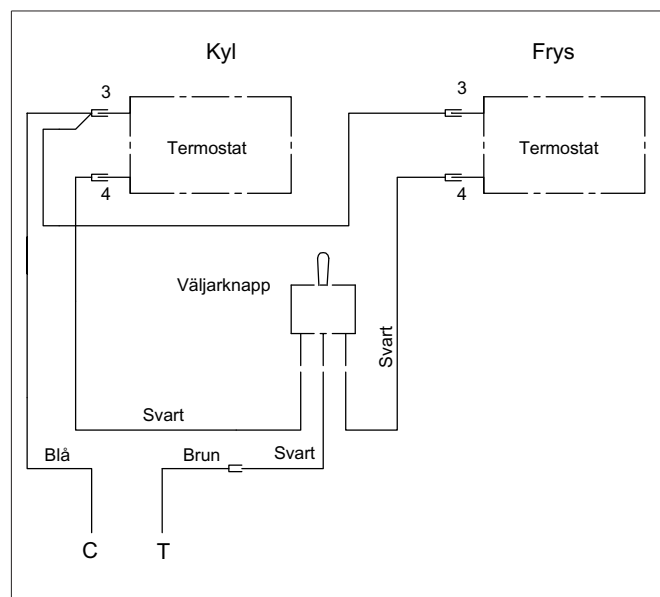 Kyl
Frys
3
3
Termostat
Termostat
4
4
Väljarknapp
Svart
Svart
Blå
Brun
Svart
C
T